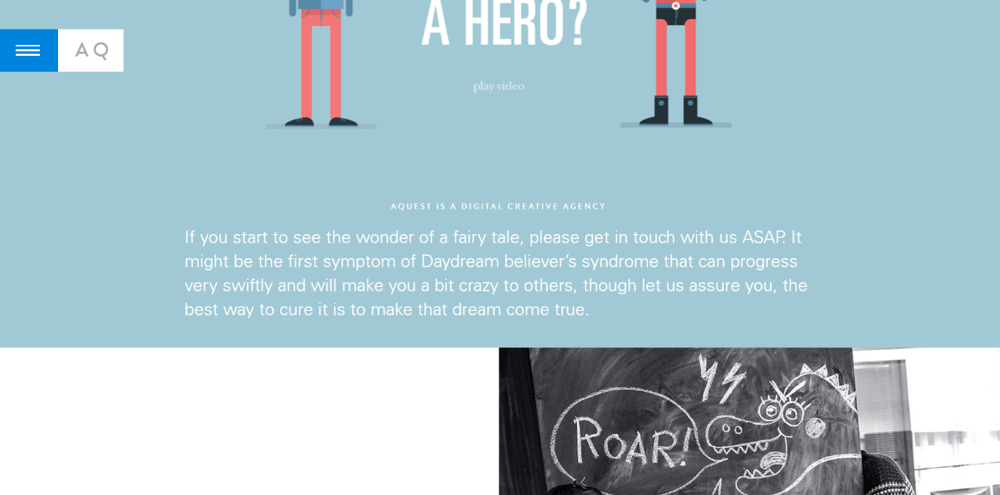 A HERO?
A Q
play video
AQUEST IS A DIGITAL CREATIVE AGENCY
If you start to see the wonder of a fairy tale, please get in touch with us ASAP. It
might be the first symptom of Daydream believer's syndrome that can progress
very swiftly and will make you a bit crazy to others, though let us assure you, the
best way to cure it is to make that dream come true.
ROAR!